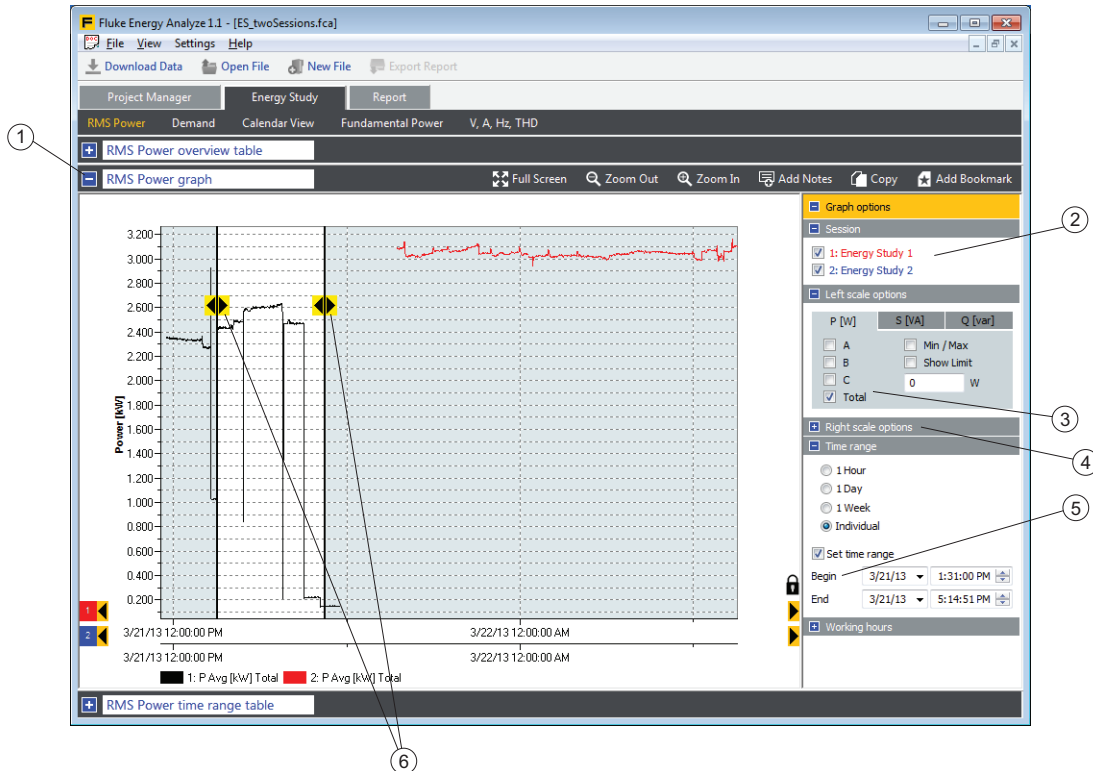 Fluke Energy Analyze 1.1 - [ES_twoSessions.fca]
File View Settings Help
Download Data Open File New File Export Report
Project Manager Energy Study Report
RMS Power Demand Calendar View Fundamental Power V, A, Hz, THD
1
RMS Power overview table
RMS Power graph Full Screen Zoom Out Zoom In Add Notes Copy Add Bookmark
Graph options
Session
2
1: Energy Study 1
2: Energy Study 2
Left scale options
P [W] S [VA] Q [var]
A Min / Max
B Show Limit
C 0 W
Total
3
Right scale options
4
Time range
1 Hour
1 Day
1 Week
5
Individual
Set time range
Begin 3/21/13 1:31:00 PM
End 3/21/13 5:14:51 PM
Working hours
Power [kW]
3.200
3.000
2.800
2.600
2.400
2.200
2.000
1.800
1.600
1.400
1.200
1.000
0.800
0.600
0.400
0.200
1
2
3/21/13 12:00:00 PM 3/22/13 12:00:00 AM
3/21/13 12:00:00 PM 3/22/13 12:00:00 AM
1: P Avg [kW] Total 2: P Avg [kW] Total
RMS Power time range table
6